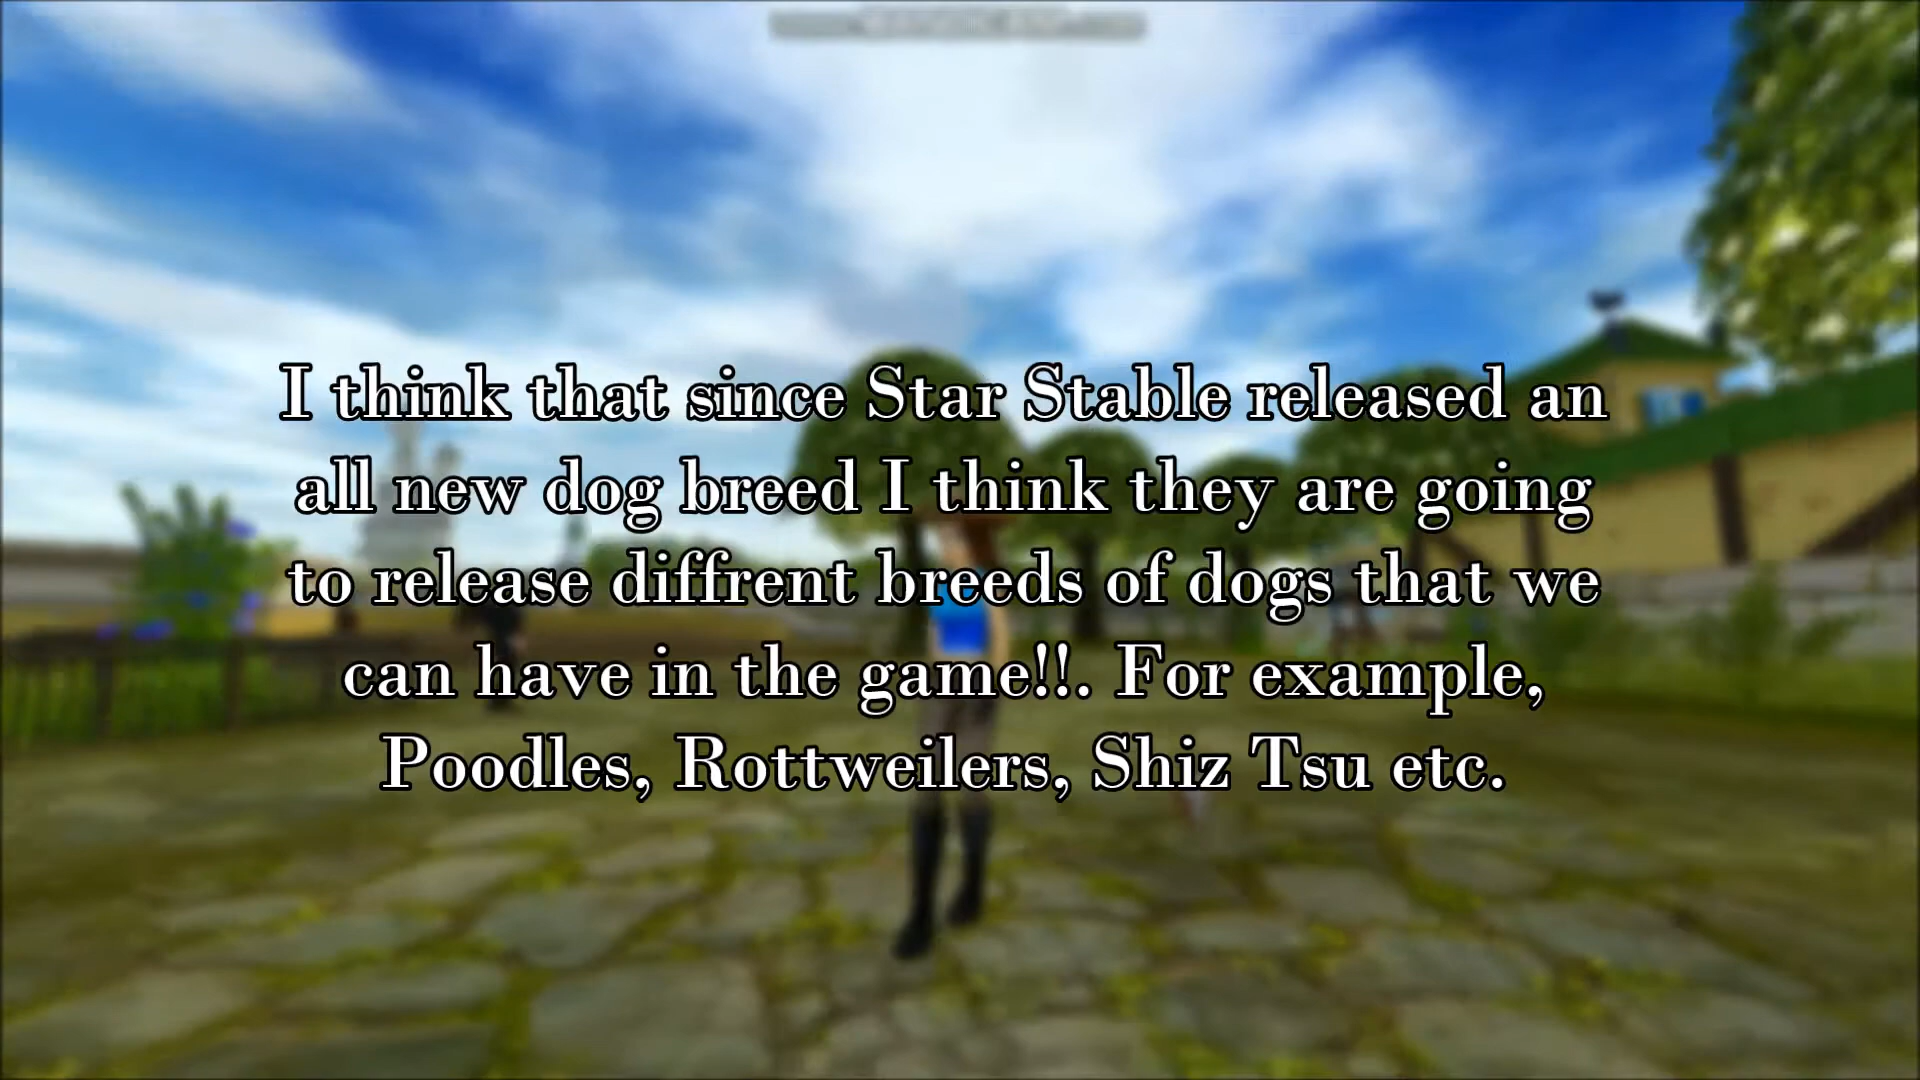 I think that since Star Stable released an
all new dog breed I think they are going
to release diffrent breeds of dogs that we
can have in the game!!. For example,
Poodles, Rottweilers, Shiz Tsu etc.